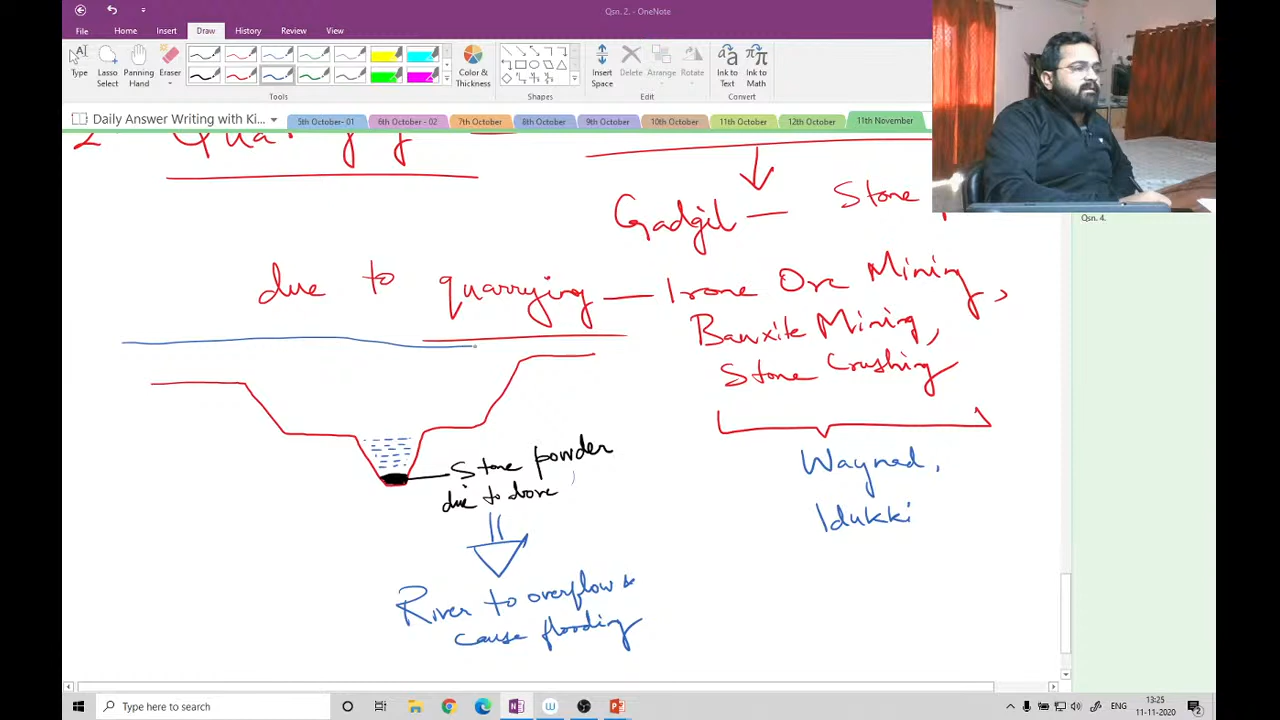 Qsn. 2. - OneNote
File Home Insert Draw History Review View
Type Lasso Select Panning Hand Eraser Color & Thickness Insert Space Delete Arrange Rotate Ink to Text Ink to Math
Tools Shapes Edit Convert
Daily Answer Writing with Ki...
5th October- 01 6th October - 02 7th October 8th October 9th October 10th October 11th October 12th October 11th November
Qsn. 4.
Gadgil — Stone
due to quarrying — Irone Ore Mining,
Bauxite Mining,
Stone Crushing
Waynad,
Idukki
Stone powder
due to
River to overflow &
cause flooding
Type here to search
13:25
11-11-2020
2